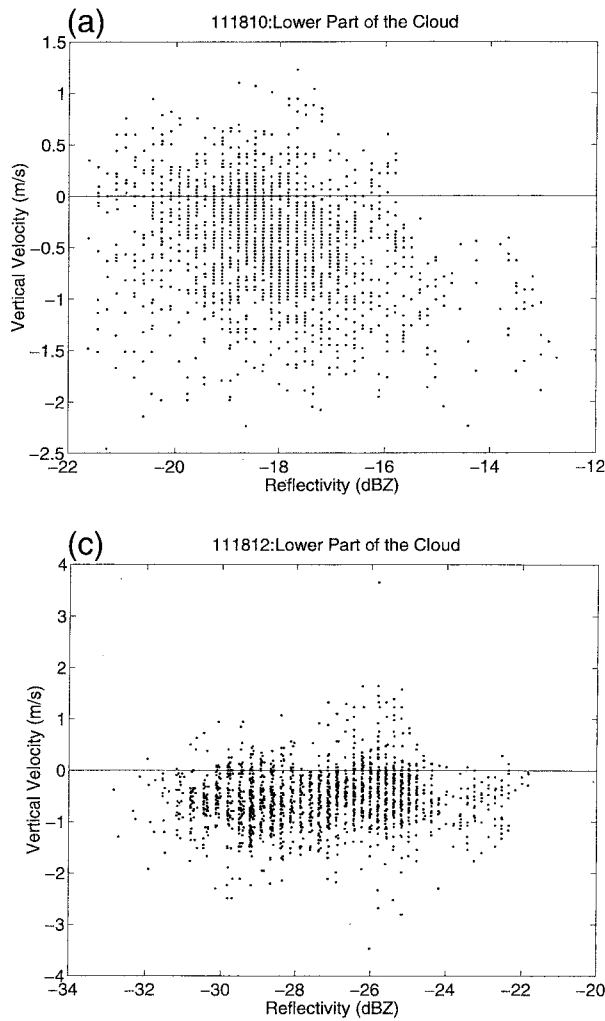 (a)
111810:Lower Part of the Cloud
1.5
1
0.5
0
−0.5
−1
−1.5
−2
−2.5
Vertical Velocity (m/s)
−22 −20 −18 −16 −14 −12
Reflectivity (dBZ)
(c)
111812:Lower Part of the Cloud
4
3
2
1
0
−1
−2
−3
−4
Vertical Velocity (m/s)
−34 −32 −30 −28 −26 −24 −22 −20
Reflectivity (dBZ)